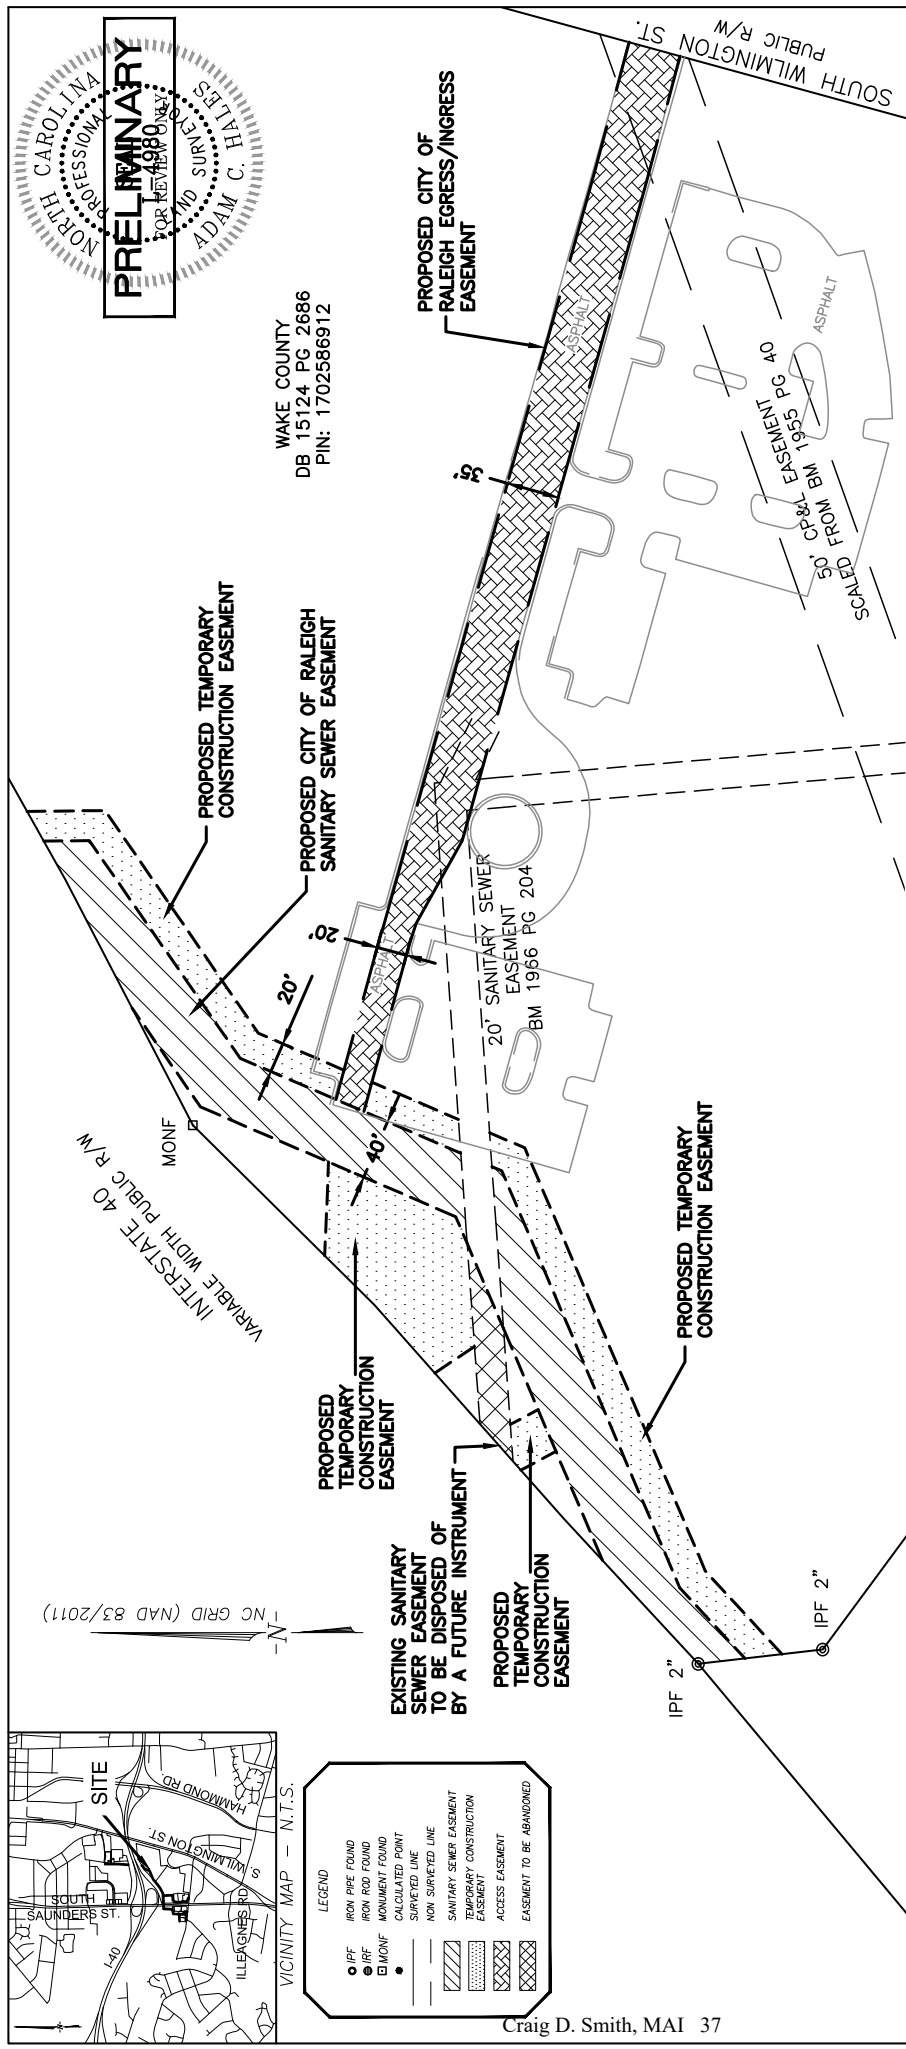 NORTH CAROLINA
PROFESSIONAL
SEAL
L-4980
LAND SURVEYOR
ADAM C. HALES
PRELIMINARY
FOR REVIEW ONLY
SOUTH WILMINGTON ST.
PUBLIC R/W
PROPOSED CITY OF
RALEIGH EGRESS/INGRESS
EASEMENT
WAKE COUNTY
DB 15124 PG 2686
PIN: 1702586912
ASPHALT
ASPHALT
35'
50' CP&L EASEMENT
SCALED FROM BM 1955 PG 40
PROPOSED TEMPORARY
CONSTRUCTION EASEMENT
PROPOSED CITY OF RALEIGH
SANITARY SEWER EASEMENT
20'
ASPHALT
20'
20' SANITARY SEWER
EASEMENT
BM 1966 PG 204
40'
MONF
INTERSTATE 40
VARIABLE WIDTH PUBLIC R/W
PROPOSED TEMPORARY
CONSTRUCTION EASEMENT
PROPOSED
TEMPORARY
CONSTRUCTION
EASEMENT
EXISTING SANITARY
SEWER EASEMENT
TO BE DISPOSED OF
BY A FUTURE INSTRUMENT
PROPOSED
TEMPORARY
CONSTRUCTION
EASEMENT
IPF 2"
IPF 2"
-N-
NC GRID (NAD 83/2011)
SITE
HAMMOND RD.
S. WILMINGTON ST.
SOUTH
SAUNDERS ST.
I-40
ILLEAGNES RD.
VICINITY MAP - N.T.S.
LEGEND
IPF IRON PIPE FOUND
IRF IRON ROD FOUND
MONF MONUMENT FOUND
CALCULATED POINT
SURVEYED LINE
NON SURVEYED LINE
SANITARY SEWER EASEMENT
TEMPORARY CONSTRUCTION
EASEMENT
ACCESS EASEMENT
EASEMENT TO BE ABANDONED
Craig D. Smith, MAI 37